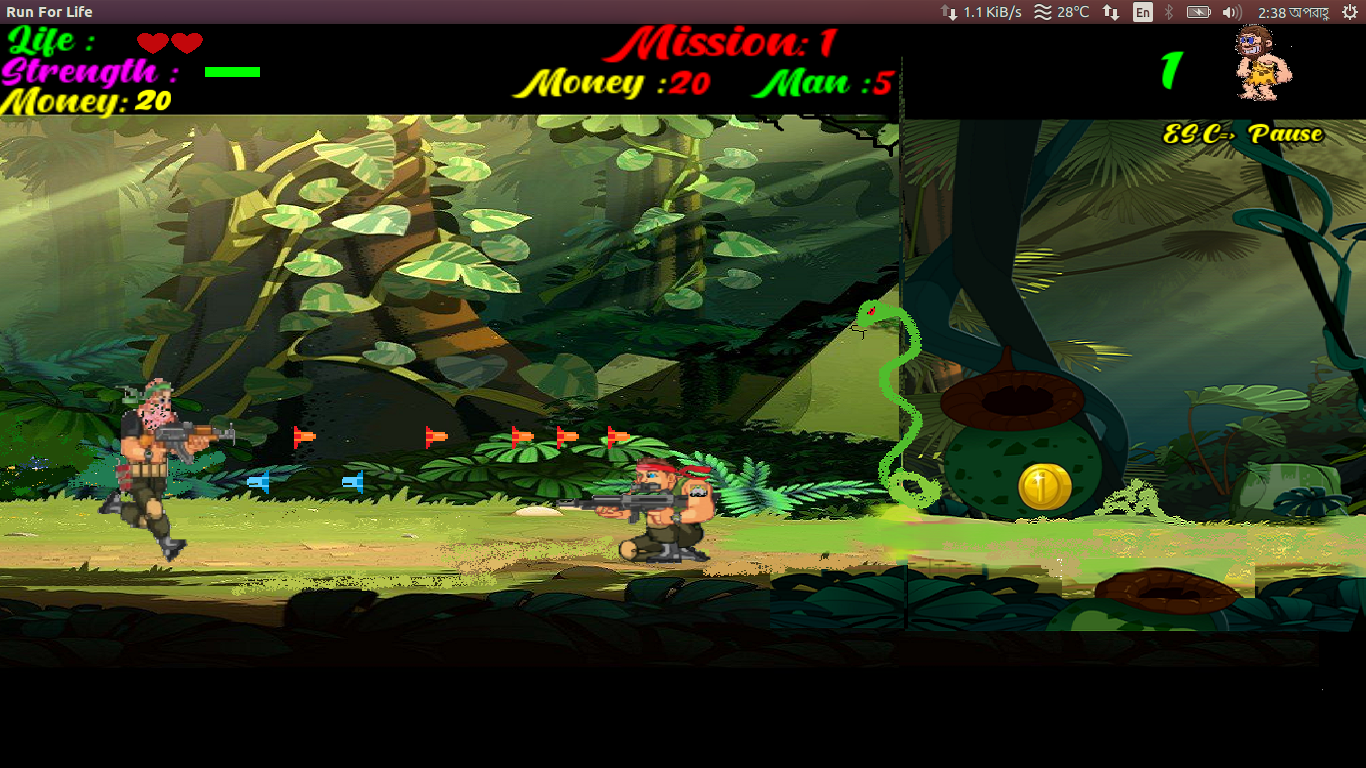 Run For Life
1.1 KiB/s 28°C En 2:38 অপরাহ্ণ
Life :
Strength :
Money: 20
Mission: 1
Money :20 Man :5
1
ESC=> Pause
1